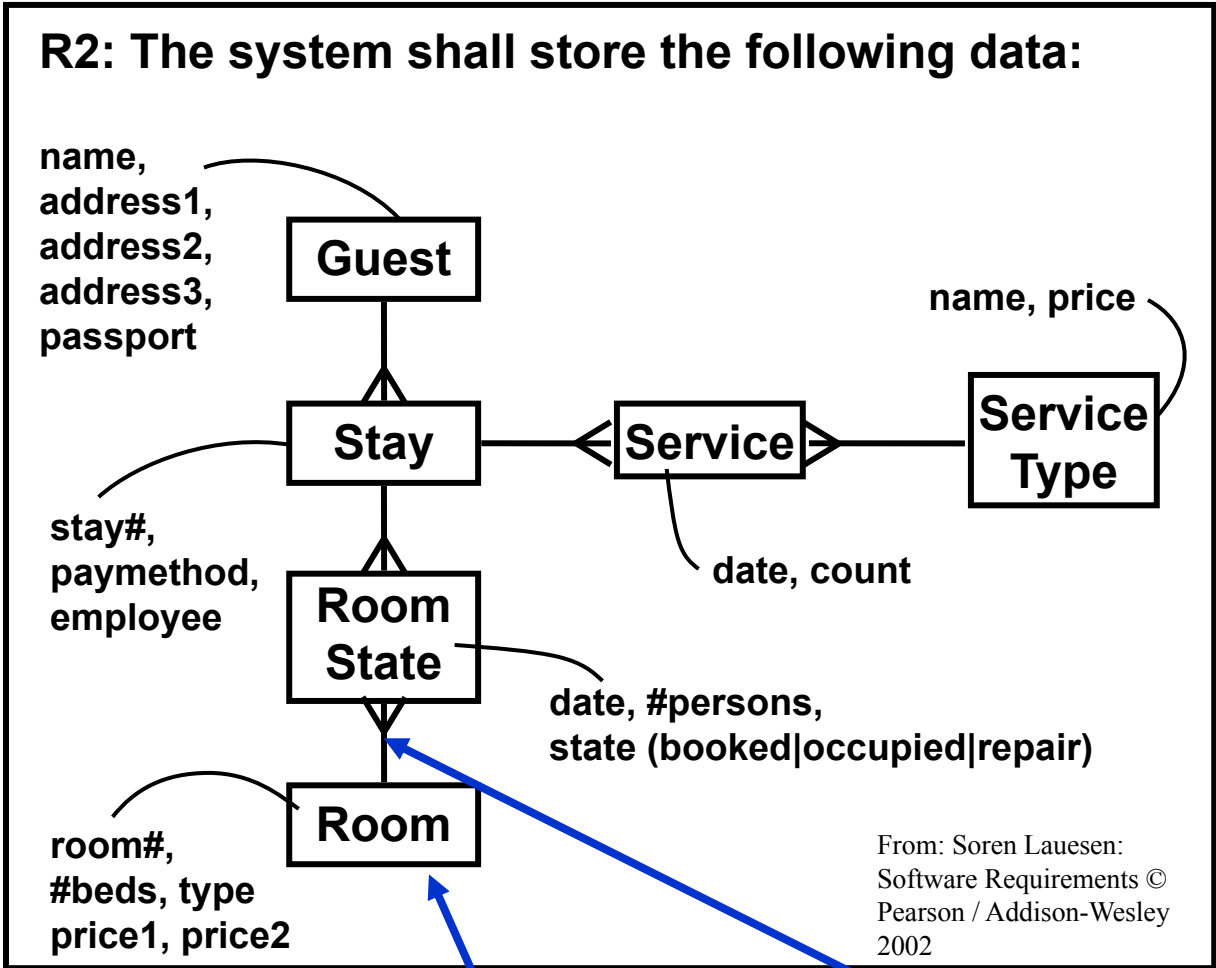 R2: The system shall store the following data:
name,
address1,
address2,
address3,
passport
Guest
name, price
Stay
Service
Service
Type
stay#,
paymethod,
employee
date, count
Room
State
date, #persons,
state (booked|occupied|repair)
Room
room#,
#beds, type
price1, price2
From: Soren Lauesen:
Software Requirements ©
Pearson / Addison-Wesley
2002